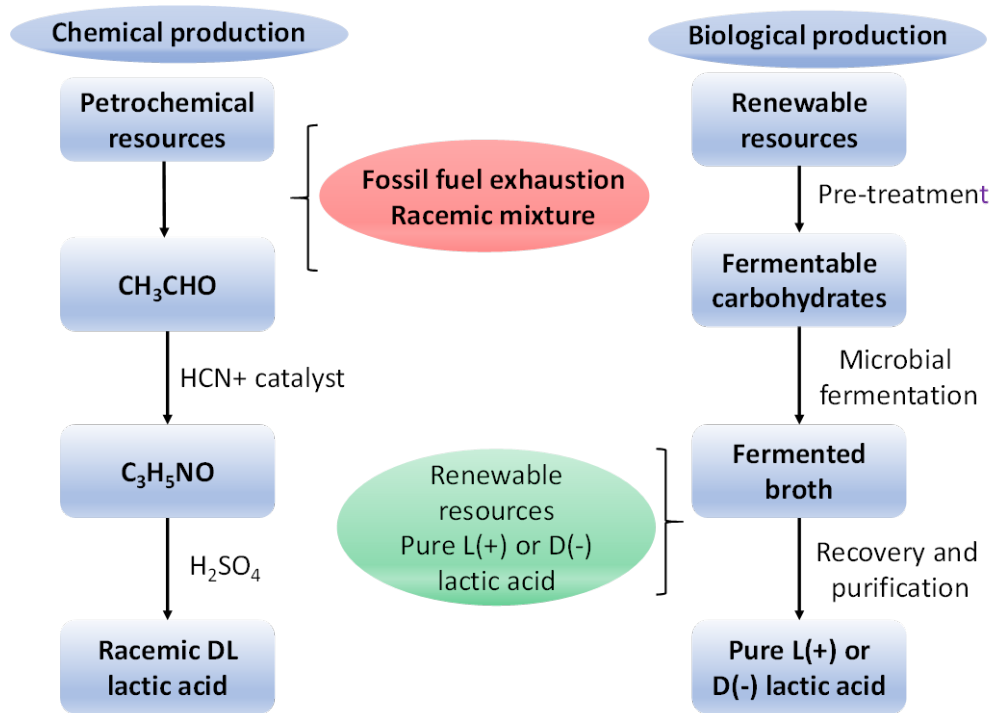 Chemical production
Petrochemical
resources
CH₃CHO
HCN+ catalyst
C₃H₅NO
H₂SO₄
Racemic DL
lactic acid
Fossil fuel exhaustion
Racemic mixture
Renewable
resources
Pure L(+) or D(-)
lactic acid
Biological production
Renewable
resources
Pre-treatment
Fermentable
carbohydrates
Microbial
fermentation
Fermented
broth
Recovery and
purification
Pure L(+) or
D(-) lactic acid